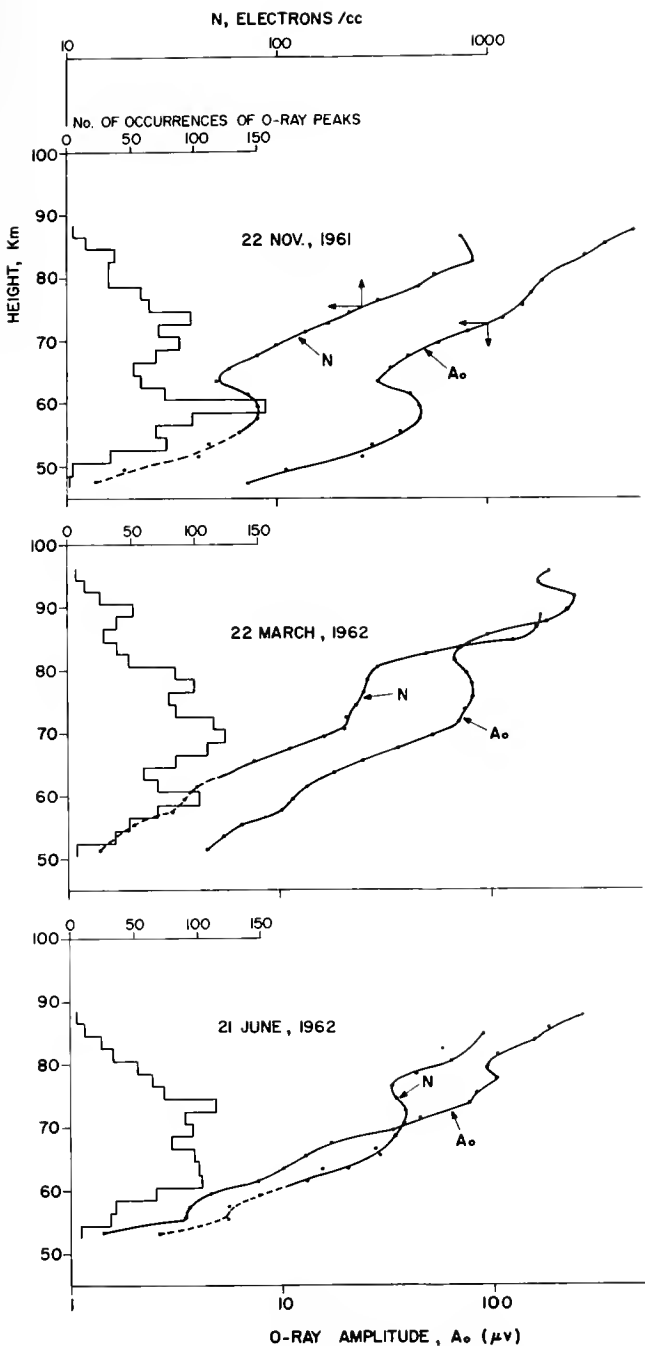 N, ELECTRONS /cc
10 100 1000
No. OF OCCURRENCES OF O-RAY PEAKS
0 50 100 150
100
90
80
70
60
50
HEIGHT, Km
22 NOV., 1961
N
Ao
0 50 100 150
100
90
80
70
60
50
22 MARCH, 1962
N
Ao
0 50 100 150
100
90
80
70
60
50
21 JUNE, 1962
N
Ao
1 10 100
O-RAY AMPLITUDE, Ao (μv)